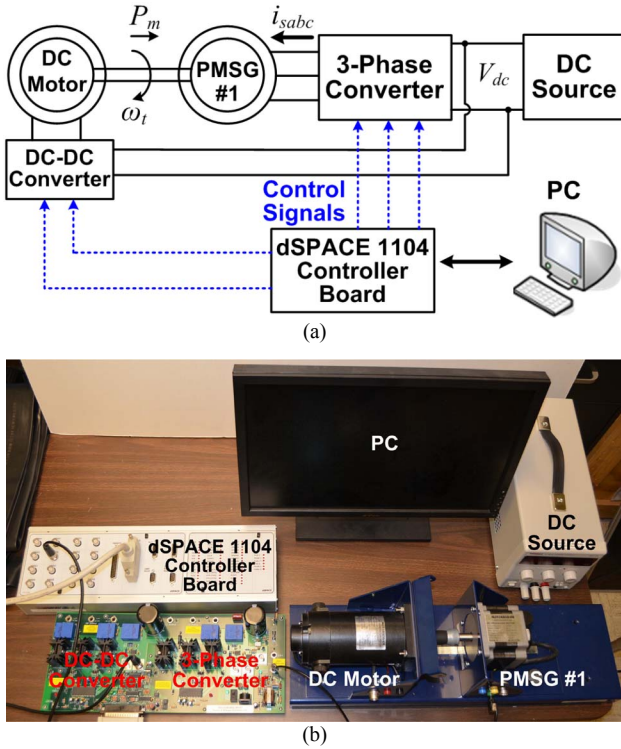 P_m
i_sabc
DC
Motor
PMSG
#1
3-Phase
Converter
V_dc
DC
Source
ω_t
DC-DC
Converter
Control
Signals
PC
dSPACE 1104
Controller
Board
(a)
PC
DC
Source
dSPACE 1104
Controller
Board
DC-DC
Converter
3-Phase
Converter
DC Motor
PMSG #1
(b)